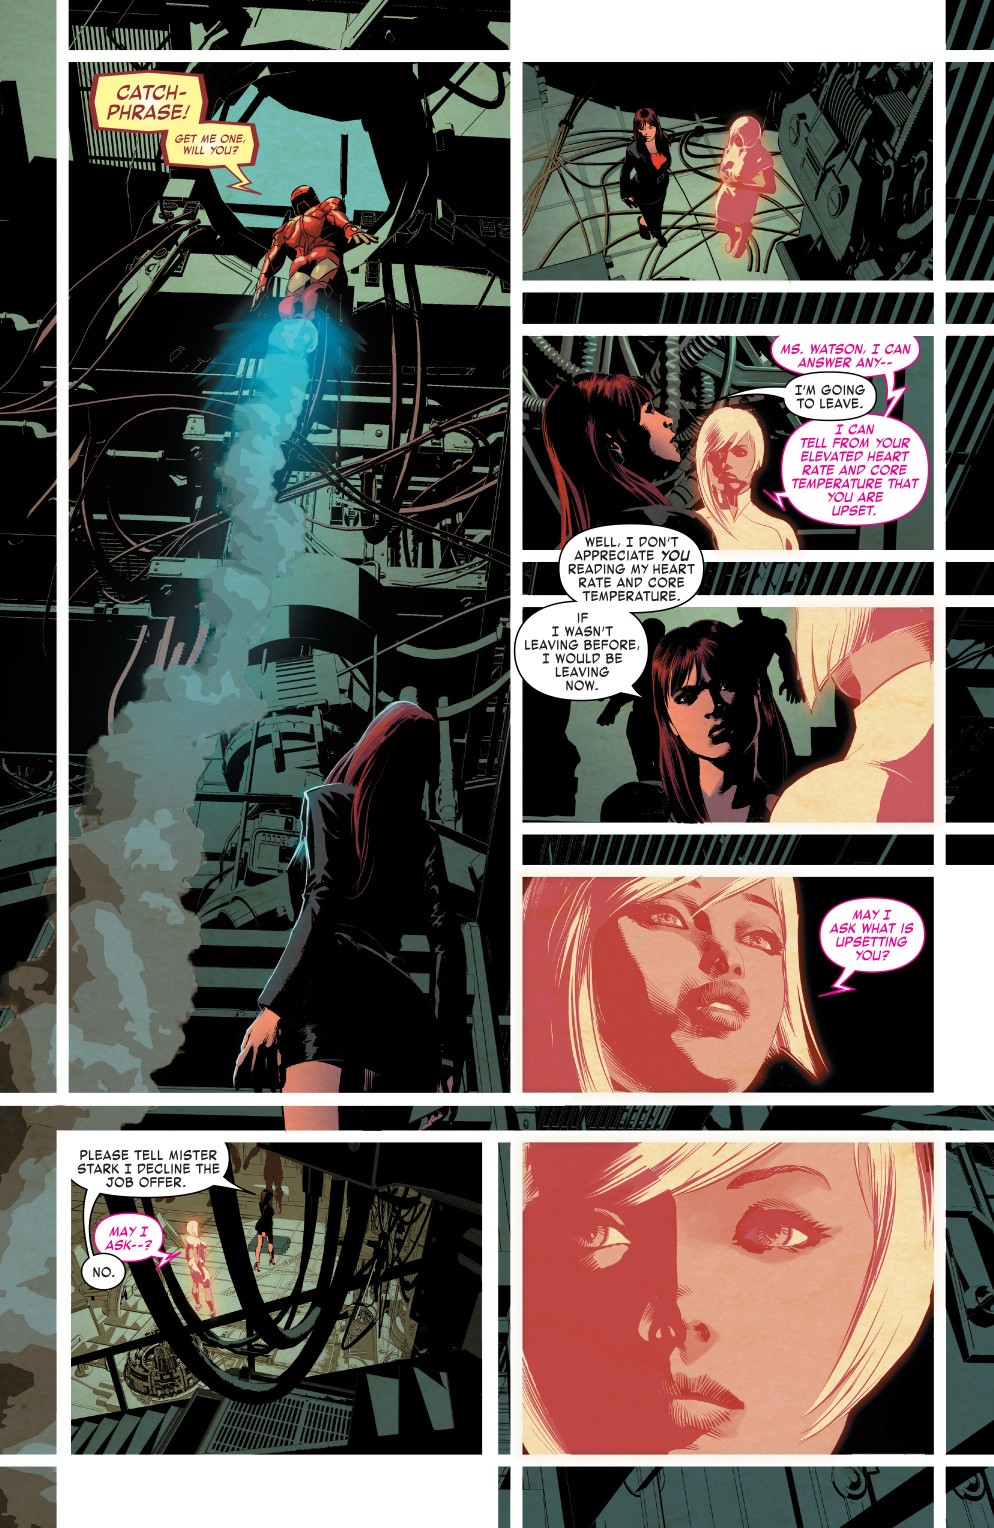 CATCH-
PHRASE!
GET ME ONE,
WILL YOU?
MS. WATSON, I CAN
ANSWER ANY--
I'M GOING
TO LEAVE.
I CAN
TELL FROM YOUR
ELEVATED HEART
RATE AND CORE
TEMPERATURE THAT
YOU ARE
UPSET.
WELL, I DON'T
APPRECIATE YOU
READING MY HEART
RATE AND CORE
TEMPERATURE.
IF
I WASN'T
LEAVING BEFORE,
I WOULD BE
LEAVING
NOW.
MAY I
ASK WHAT IS
UPSETTING
YOU?
PLEASE TELL MISTER
STARK I DECLINE THE
JOB OFFER.
MAY I
ASK--?
NO.